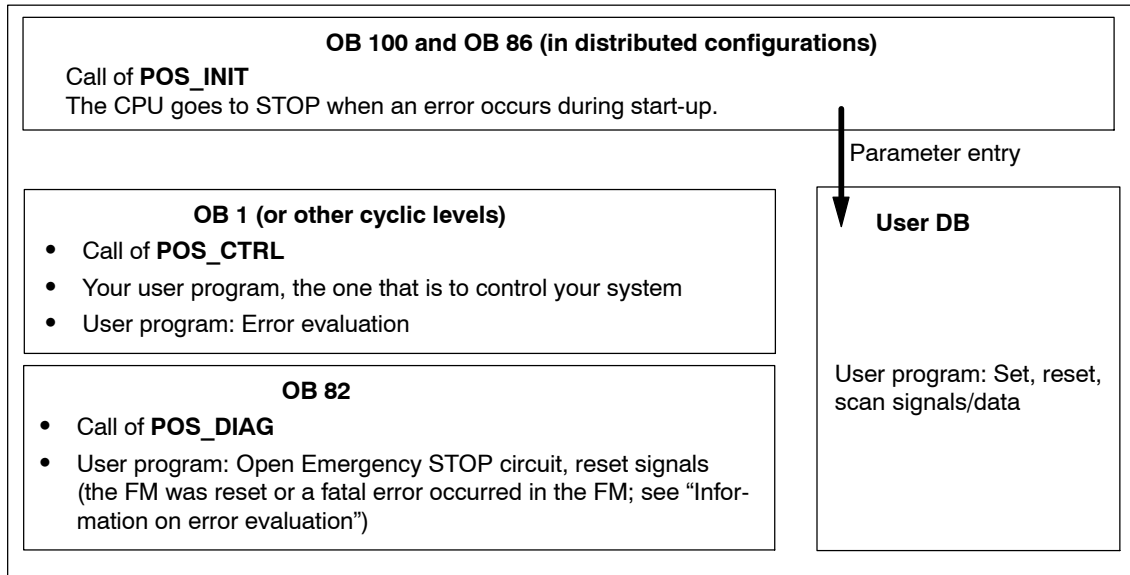 OB 100 and OB 86 (in distributed configurations)
Call of POS_INIT
The CPU goes to STOP when an error occurs during start-up.
Parameter entry
OB 1 (or other cyclic levels)
• Call of POS_CTRL
• Your user program, the one that is to control your system
• User program: Error evaluation
OB 82
• Call of POS_DIAG
• User program: Open Emergency STOP circuit, reset signals
(the FM was reset or a fatal error occurred in the FM; see “Infor-
mation on error evaluation”)
User DB
User program: Set, reset,
scan signals/data